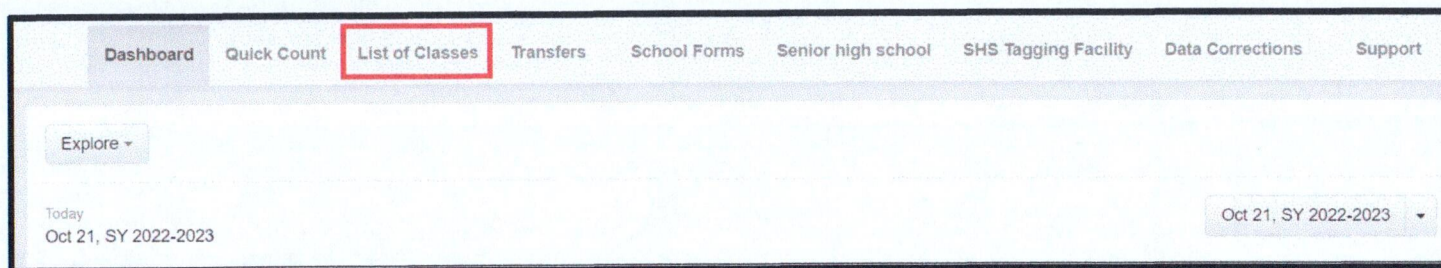 Dashboard Quick Count List of Classes Transfers School Forms Senior high school SHS Tagging Facility Data Corrections Support
Explore
Today
Oct 21, SY 2022-2023
Oct 21, SY 2022-2023